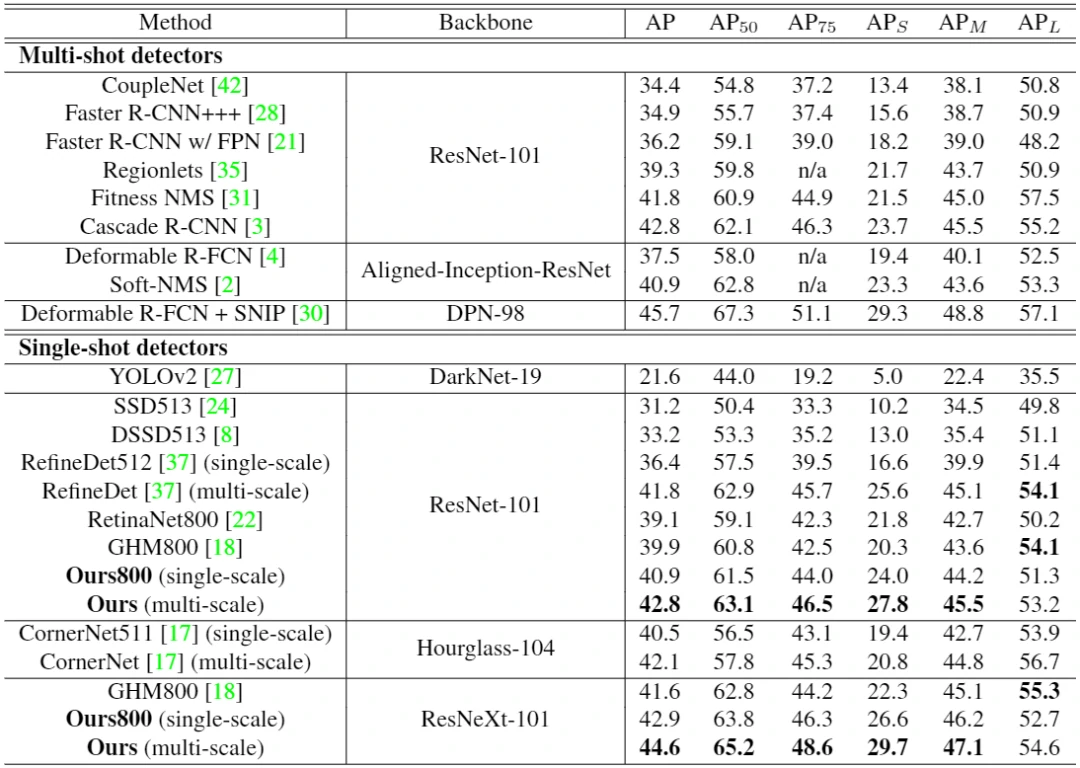 Method Backbone AP AP50 AP75 APS APM APL
Multi-shot detectors
CoupleNet [42] 34.4 54.8 37.2 13.4 38.1 50.8
Faster R-CNN+++ [28] 34.9 55.7 37.4 15.6 38.7 50.9
Faster R-CNN w/ FPN [21] 36.2 59.1 39.0 18.2 39.0 48.2
ResNet-101
Regionlets [35] 39.3 59.8 n/a 21.7 43.7 50.9
Fitness NMS [31] 41.8 60.9 44.9 21.5 45.0 57.5
Cascade R-CNN [3] 42.8 62.1 46.3 23.7 45.5 55.2
Deformable R-FCN [4] 37.5 58.0 n/a 19.4 40.1 52.5
Aligned-Inception-ResNet
Soft-NMS [2] 40.9 62.8 n/a 23.3 43.6 53.3
Deformable R-FCN + SNIP [30] DPN-98 45.7 67.3 51.1 29.3 48.8 57.1
Single-shot detectors
YOLOv2 [27] DarkNet-19 21.6 44.0 19.2 5.0 22.4 35.5
SSD513 [24] 31.2 50.4 33.3 10.2 34.5 49.8
DSSD513 [8] 33.2 53.3 35.2 13.0 35.4 51.1
RefineDet512 [37] (single-scale) 36.4 57.5 39.5 16.6 39.9 51.4
RefineDet [37] (multi-scale) 41.8 62.9 45.7 25.6 45.1 54.1
ResNet-101
RetinaNet800 [22] 39.1 59.1 42.3 21.8 42.7 50.2
GHM800 [18] 39.9 60.8 42.5 20.3 43.6 54.1
Ours800 (single-scale) 40.9 61.5 44.0 24.0 44.2 51.3
Ours (multi-scale) 42.8 63.1 46.5 27.8 45.5 53.2
CornerNet511 [17] (single-scale) 40.5 56.5 43.1 19.4 42.7 53.9
Hourglass-104
CornerNet [17] (multi-scale) 42.1 57.8 45.3 20.8 44.8 56.7
GHM800 [18] 41.6 62.8 44.2 22.3 45.1 55.3
Ours800 (single-scale) ResNeXt-101 42.9 63.8 46.3 26.6 46.2 52.7
Ours (multi-scale) 44.6 65.2 48.6 29.7 47.1 54.6